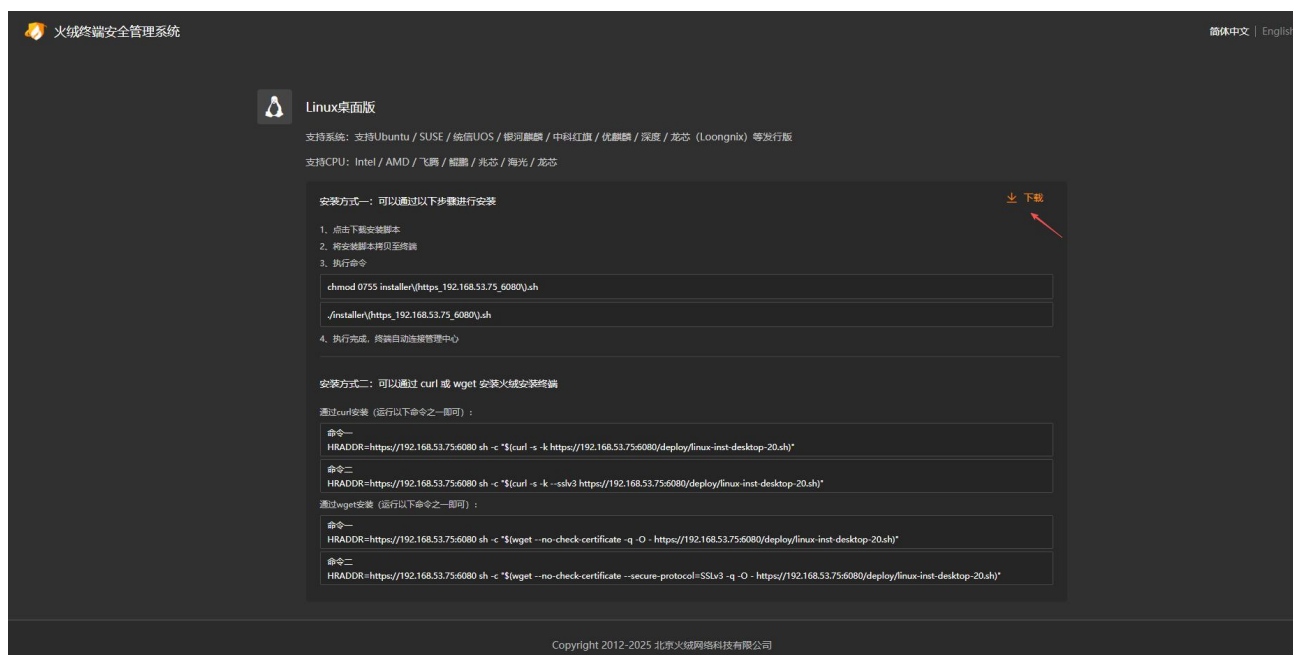 火绒终端安全管理系统
简体中文 | English
Linux桌面版
支持系统：支持Ubuntu / SUSE / 统信UOS / 银河麒麟 / 中科红旗 / 优麒麟 / 深度 / 龙芯（Loongnix）等发行版
支持CPU：Intel / AMD / 飞腾 / 鲲鹏 / 兆芯 / 海光 / 龙芯
安装方式一：可以通过以下步骤进行安装
下载
1、点击下载安装脚本
2、将安装脚本拷贝至终端
3、执行命令
chmod 0755 installer\(https_192.168.53.75_6080\).sh
./installer\(https_192.168.53.75_6080\).sh
4、执行完成，终端自动连接管理中心
安装方式二：可以通过 curl 或 wget 安装火绒安装终端
通过curl安装（运行以下命令之一即可）：
命令一
HRADDR=https://192.168.53.75:6080 sh -c "$(curl -s -k https://192.168.53.75:6080/deploy/linux-inst-desktop-20.sh)"
命令二
HRADDR=https://192.168.53.75:6080 sh -c "$(curl -s -k --sslv3 https://192.168.53.75:6080/deploy/linux-inst-desktop-20.sh)"
通过wget安装（运行以下命令之一即可）：
命令一
HRADDR=https://192.168.53.75:6080 sh -c "$(wget --no-check-certificate -q -O - https://192.168.53.75:6080/deploy/linux-inst-desktop-20.sh)"
命令二
HRADDR=https://192.168.53.75:6080 sh -c "$(wget --no-check-certificate --secure-protocol=SSLv3 -q -O - https://192.168.53.75:6080/deploy/linux-inst-desktop-20.sh)"
Copyright 2012-2025 北京火绒网络科技有限公司